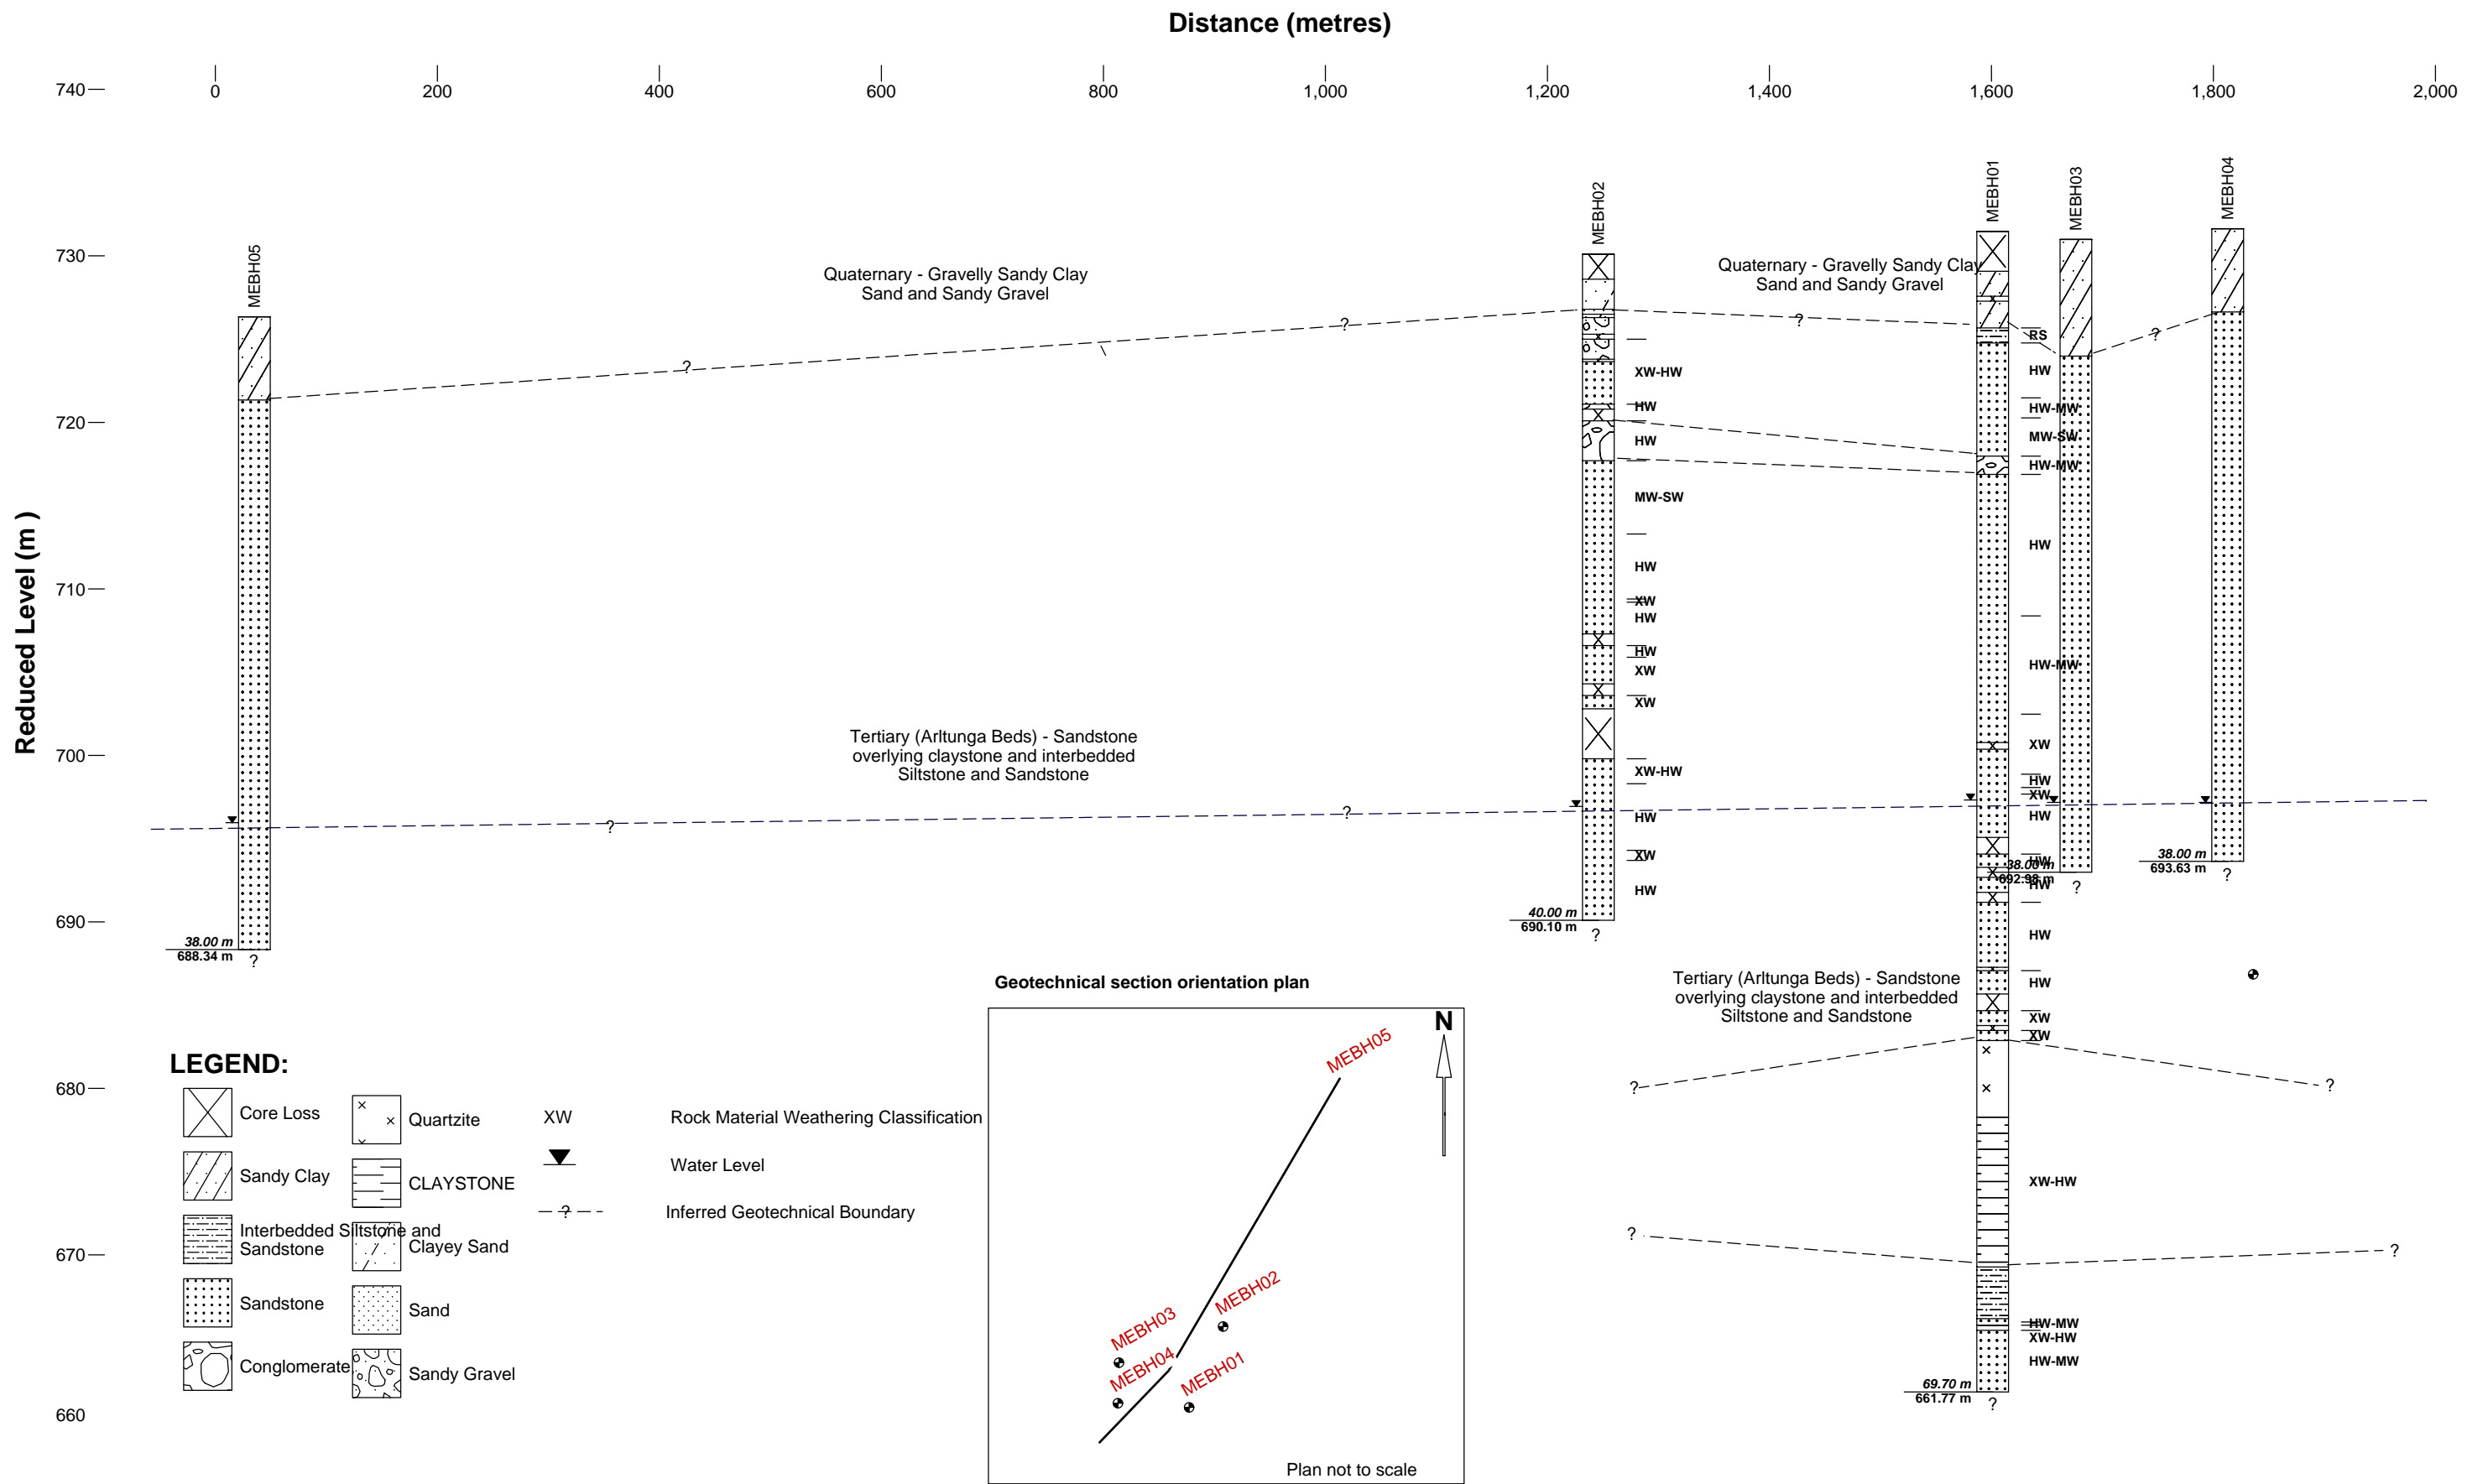 Distance (metres)
740
0
200
400
600
800
1,000
1,200
1,400
1,600
1,800
2,000
Reduced Level (m )
730
720
710
700
690
680
670
660
MEBH05
38.00 m
688.34 m
?
Quaternary - Gravelly Sandy Clay
Sand and Sandy Gravel
?
?
Tertiary (Arltunga Beds) - Sandstone
overlying claystone and interbedded
Siltstone and Sandstone
?
?
MEBH02
XW-HW
HW
HW
MW-SW
HW
XW
HW
HW
XW
XW
XW-HW
HW
XW
HW
40.00 m
690.10 m
?
Quaternary - Gravelly Sandy Clay
Sand and Sandy Gravel
?
MEBH01
RS
HW
HW-MW
MW-SW
HW-MW
HW
HW-MW
XW
HW
XW
HW
HW
HW
HW
HW
XW
XW
XW-HW
HW-MW
XW-HW
HW-MW
69.70 m
661.77 m
?
MEBH03
38.00 m
692.98 m
?
?
MEBH04
38.00 m
693.63 m
?
Tertiary (Arltunga Beds) - Sandstone
overlying claystone and interbedded
Siltstone and Sandstone
?
?
?
?
LEGEND:
Core Loss
Sandy Clay
Interbedded Siltstone and
Sandstone
Sandstone
Conglomerate
Quartzite
CLAYSTONE
Clayey Sand
Sand
Sandy Gravel
XW
Rock Material Weathering Classification
Water Level
?
Inferred Geotechnical Boundary
Geotechnical section orientation plan
N
MEBH05
MEBH02
MEBH03
MEBH04
MEBH01
Plan not to scale